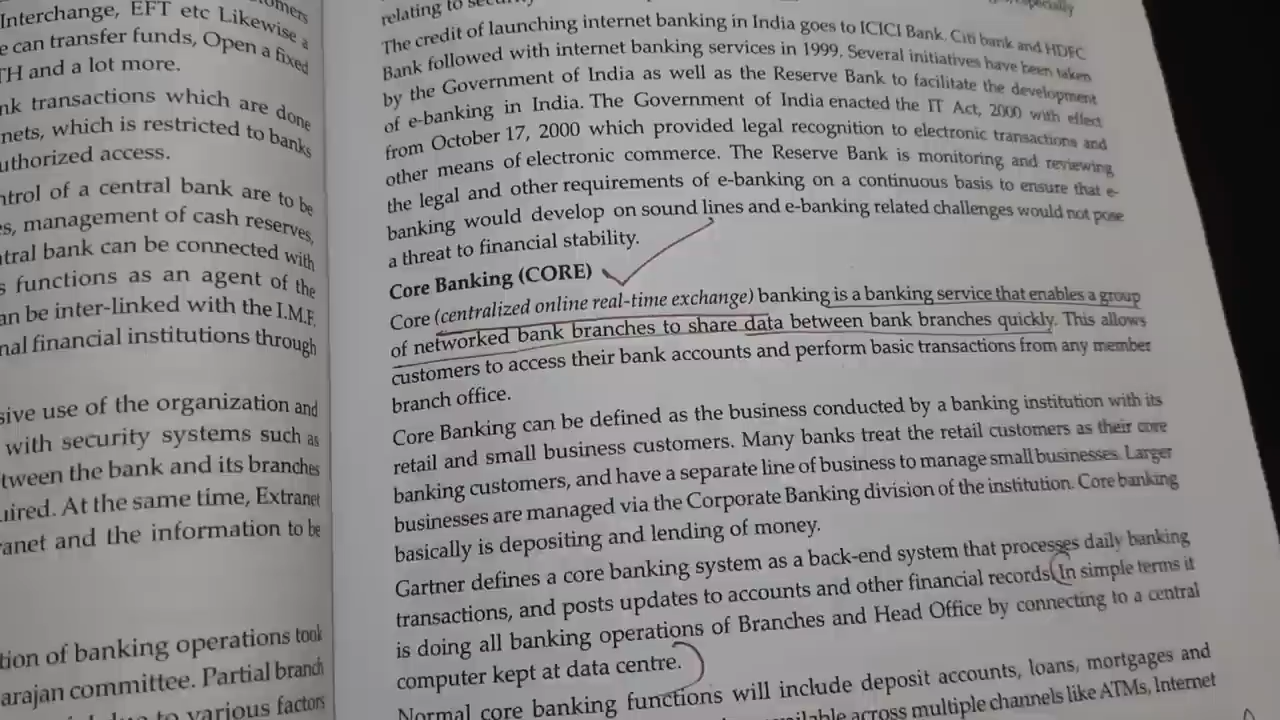 Interchange, EFT etc Likewise a
e can transfer funds, Open a fixed
TH and a lot more.
nk transactions which are done
nets, which is restricted to banks
uthorized access.
ntrol of a central bank are to be
s, management of cash reserves,
ntral bank can be connected with
s functions as an agent of the
an be inter-linked with the I.M.F.
nal financial institutions through
sive use of the organization and
with security systems such as
tween the bank and its branches
uired. At the same time, Extranet
ranet and the information to be
tion of banking operations took
arajan committee. Partial branch
to various factors
relating to
The credit of launching internet banking in India goes to ICICI Bank. Citi bank and HDFC
Bank followed with internet banking services in 1999. Several initiatives have been taken
by the Government of India as well as the Reserve Bank to facilitate the development
of e-banking in India. The Government of India enacted the IT Act, 2000 with effect
from October 17, 2000 which provided legal recognition to electronic transactions and
other means of electronic commerce. The Reserve Bank is monitoring and reviewing
the legal and other requirements of e-banking on a continuous basis to ensure that e-
banking would develop on sound lines and e-banking related challenges would not pose
a threat to financial stability.
Core Banking (CORE)
Core (centralized online real-time exchange) banking is a banking service that enables a group
of networked bank branches to share data between bank branches quickly. This allows
customers to access their bank accounts and perform basic transactions from any member
branch office.
Core Banking can be defined as the business conducted by a banking institution with its
retail and small business customers. Many banks treat the retail customers as their core
banking customers, and have a separate line of business to manage small businesses. Larger
businesses are managed via the Corporate Banking division of the institution. Core banking
basically is depositing and lending of money.
Gartner defines a core banking system as a back-end system that processes daily banking
transactions, and posts updates to accounts and other financial records. In simple terms it
is doing all banking operations of Branches and Head Office by connecting to a central
computer kept at data centre.
Normal core banking functions will include deposit accounts, loans, mortgages and
across multiple channels like ATMs, Internet